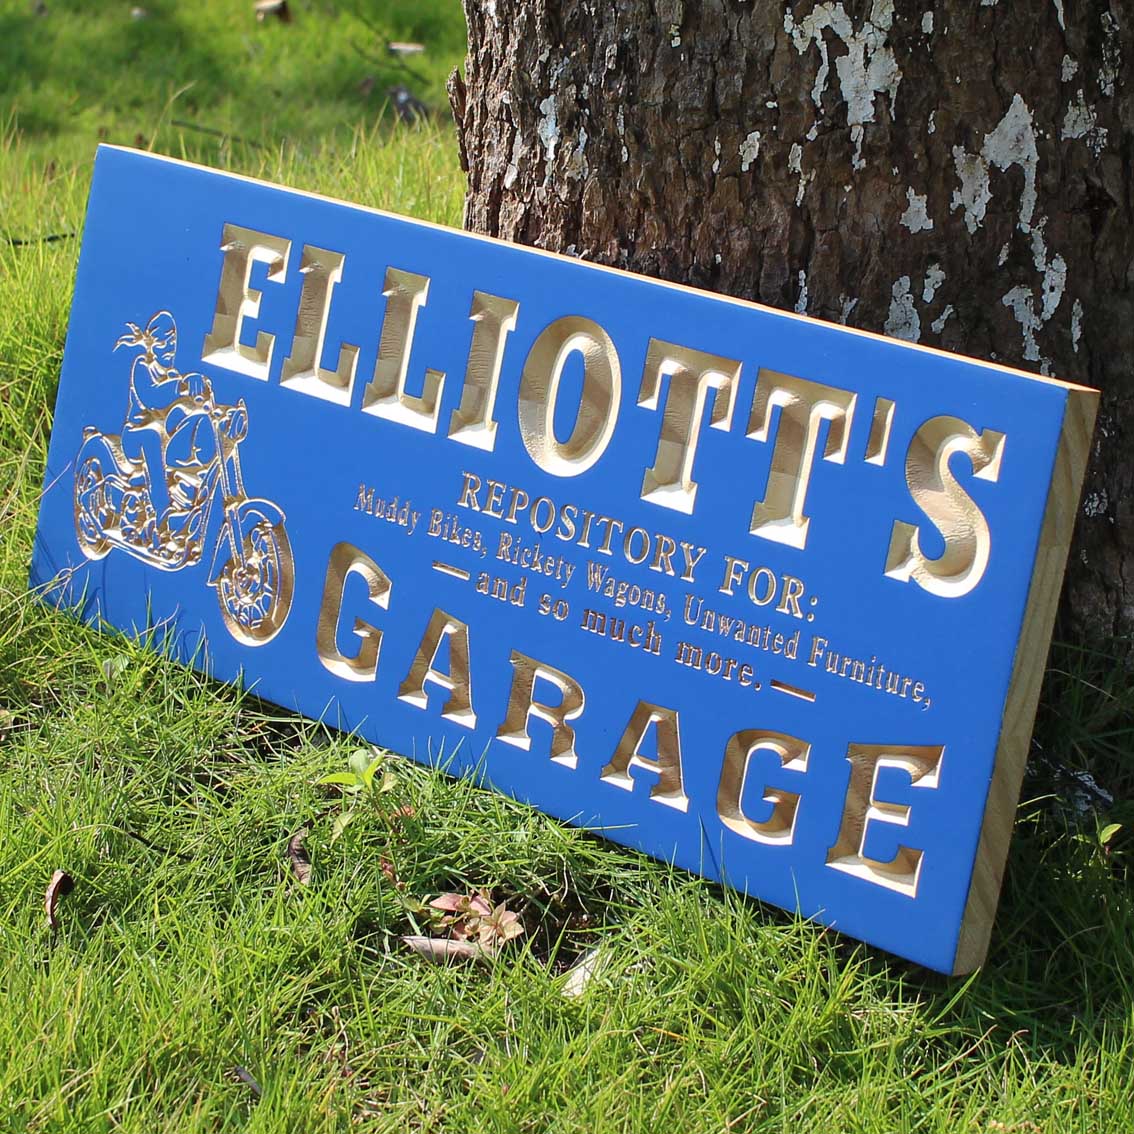 ELLIOTT'S
REPOSITORY FOR:
Muddy Bikes, Rickety Wagons, Unwanted Furniture,
— and so much more. —
GARAGE